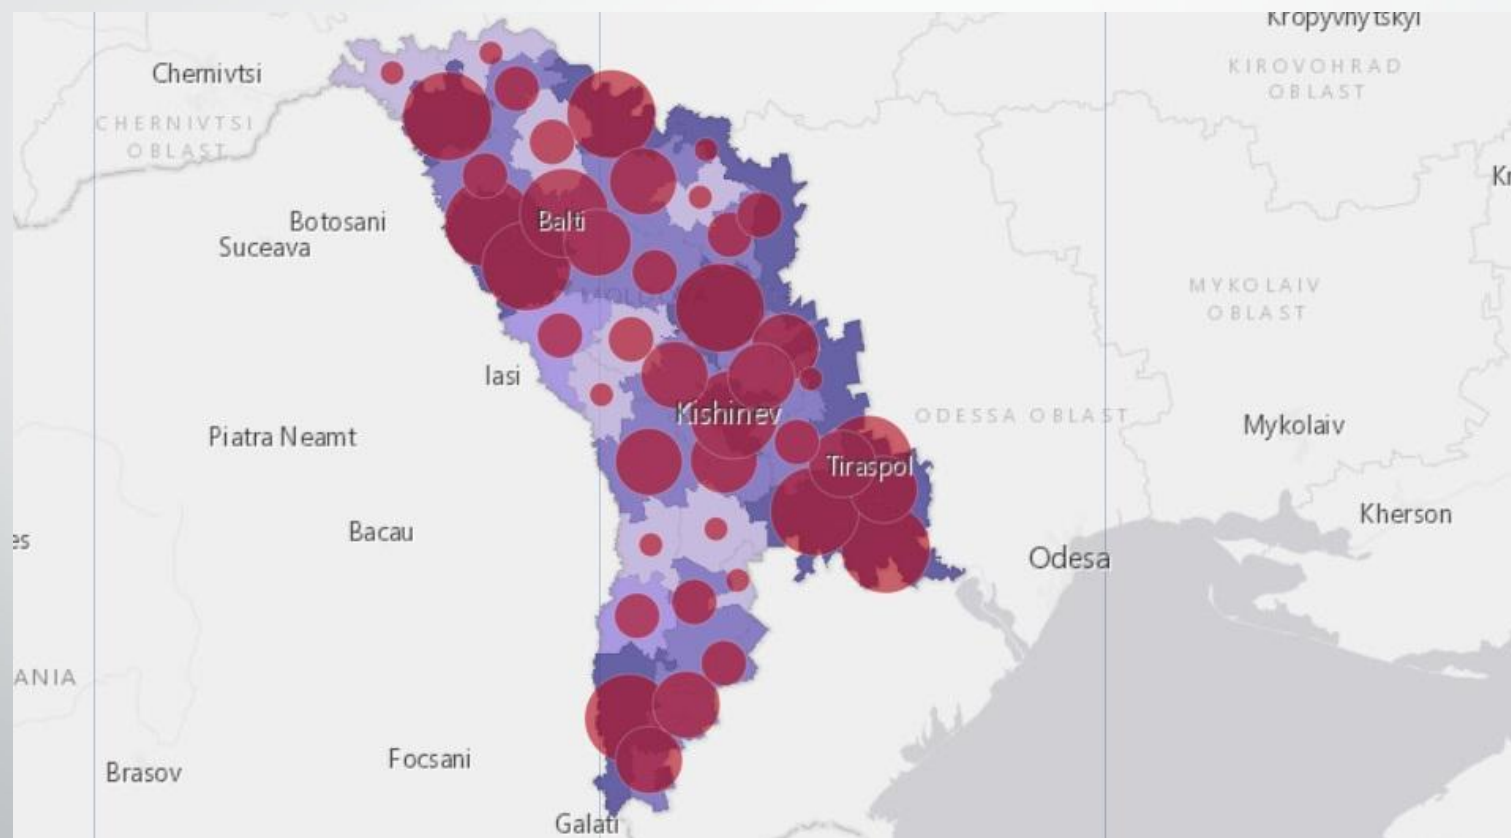 Kropyvnytskyi
Chernivtsi
KIROVOHRAD
OBLAST
CHERNIVTSI
OBLAST
Botosani
Suceava
Balti
MYKOLAIV
OBLAST
Iasi
Kishinev
ODESSA OBLAST
Mykolaiv
Piatra Neamt
Tiraspol
Kherson
Bacau
Odesa
ANIA
Focsani
Brasov
Galati